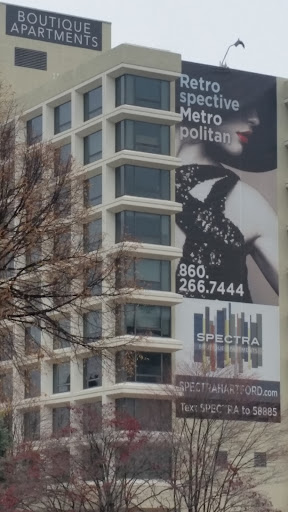 BOUTIQUE
APARTMENTS
Retro
spective
Metro
politan
860.
266.7444
SPECTRA
SPECTRAHARTFORD.com
Text SPECTRA to 58885